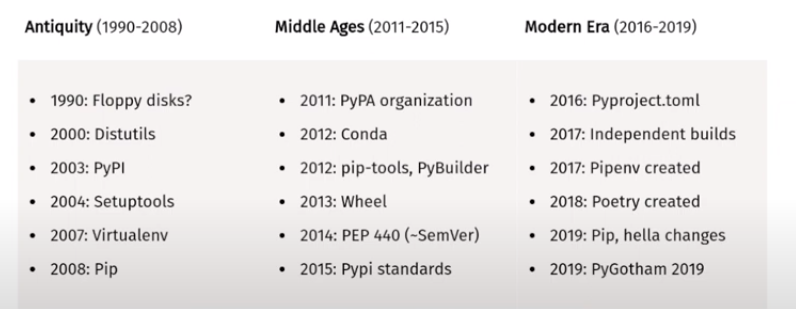 Antiquity (1990-2008)
• 1990: Floppy disks?
• 2000: Distutils
• 2003: PyPI
• 2004: Setuptools
• 2007: Virtualenv
• 2008: Pip
Middle Ages (2011-2015)
• 2011: PyPA organization
• 2012: Conda
• 2012: pip-tools, PyBuilder
• 2013: Wheel
• 2014: PEP 440 (~SemVer)
• 2015: Pypi standards
Modern Era (2016-2019)
• 2016: Pyproject.toml
• 2017: Independent builds
• 2017: Pipenv created
• 2018: Poetry created
• 2019: Pip, hella changes
• 2019: PyGotham 2019